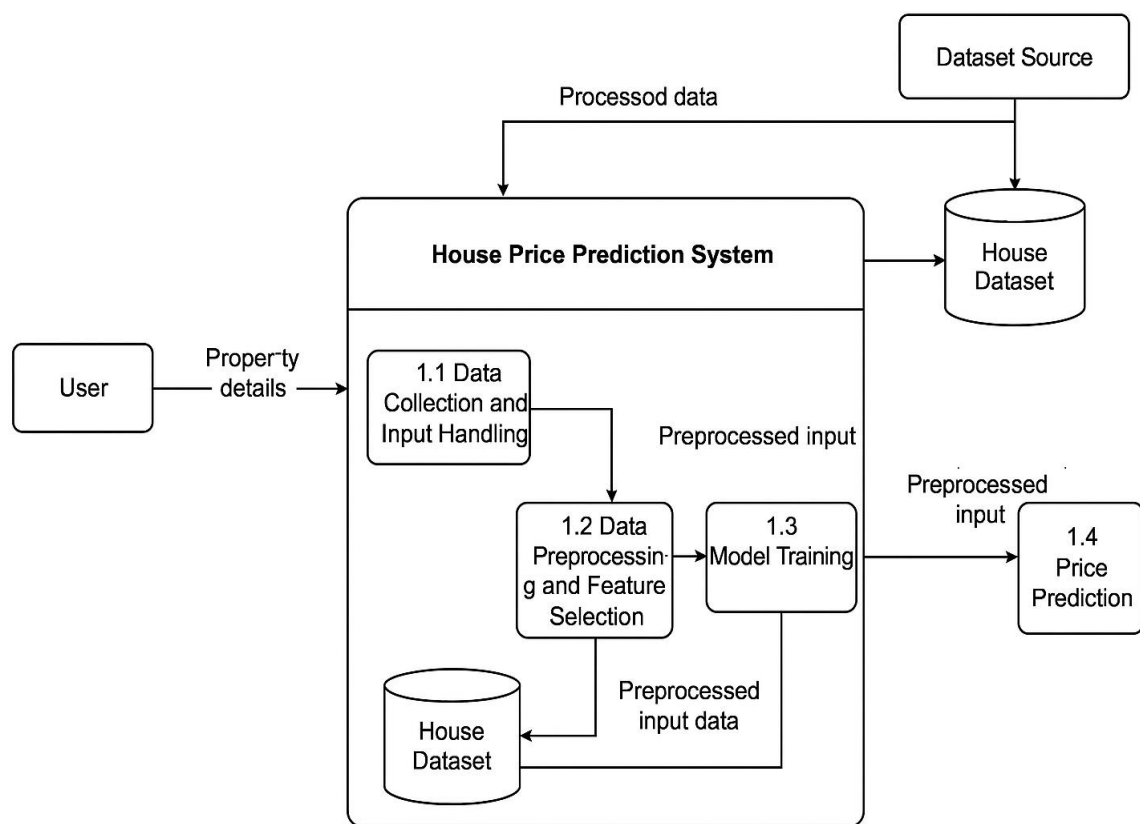 Dataset Source
Processod data
House Price Prediction System
House
Dataset
User
Proper-ty
details
1.1 Data
Collection and
Input Handling
Preprocessed input
Preprocessed
input
1.2 Data
Preprocessin
g and Feature
Selection
1.3
Model Training
1.4
Price
Prediction
House
Dataset
Preprocessed
input data